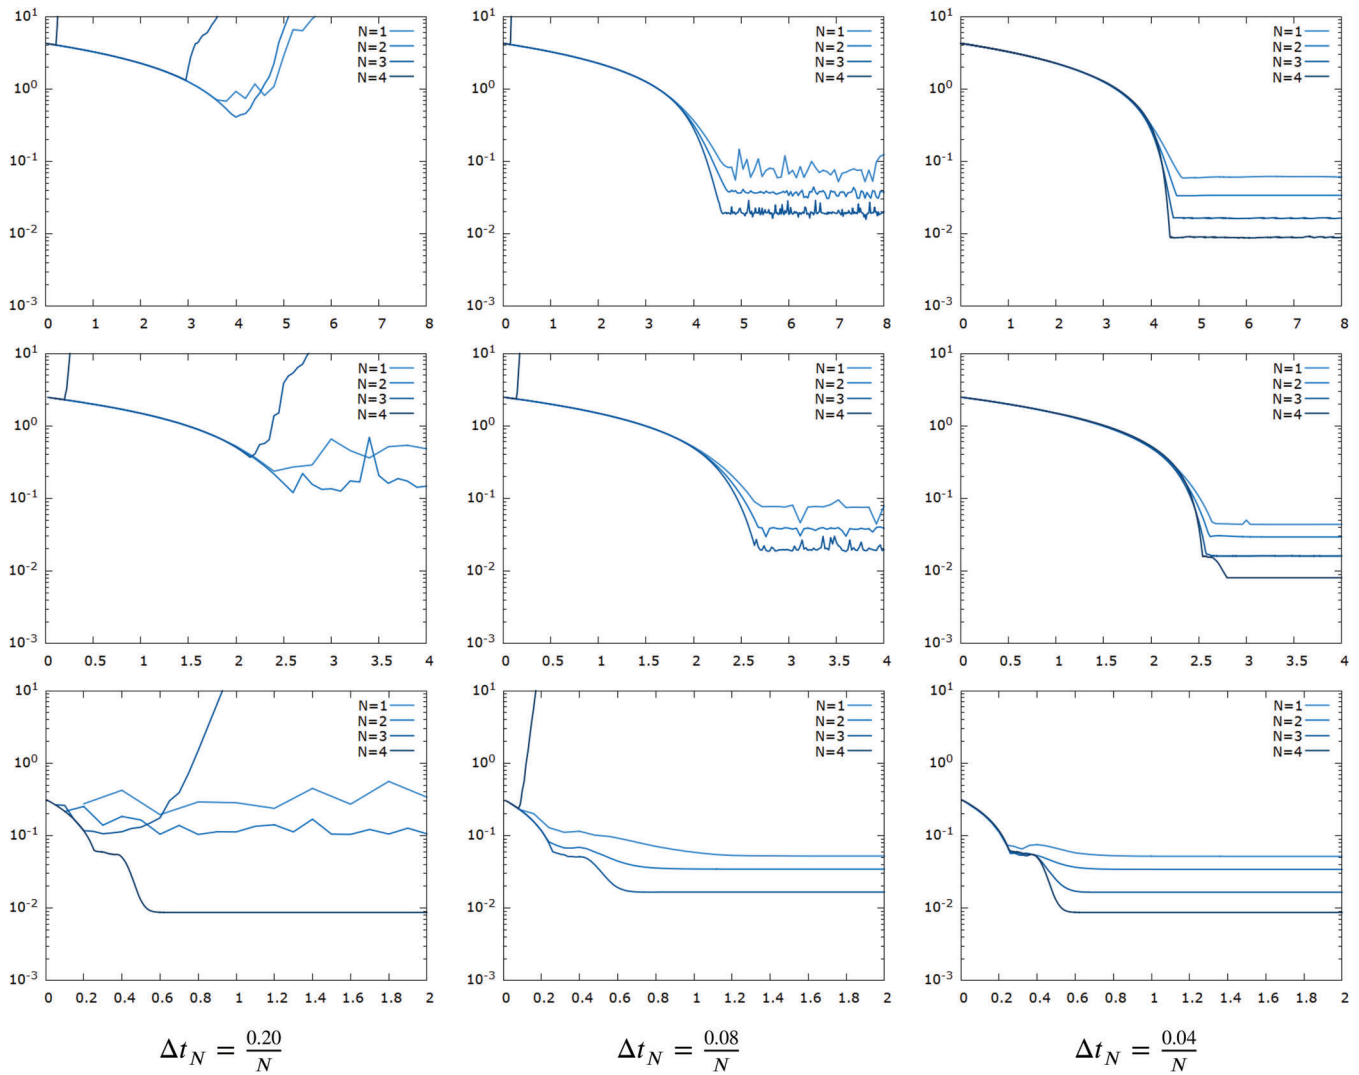 10¹
10⁰
10⁻¹
10⁻²
10⁻³
0 1 2 3 4 5 6 7 8
N=1
N=2
N=3
N=4
10¹
10⁰
10⁻¹
10⁻²
10⁻³
0 1 2 3 4 5 6 7 8
N=1
N=2
N=3
N=4
10¹
10⁰
10⁻¹
10⁻²
10⁻³
0 1 2 3 4 5 6 7 8
N=1
N=2
N=3
N=4
10¹
10⁰
10⁻¹
10⁻²
10⁻³
0 0.5 1 1.5 2 2.5 3 3.5 4
N=1
N=2
N=3
N=4
10¹
10⁰
10⁻¹
10⁻²
10⁻³
0 0.5 1 1.5 2 2.5 3 3.5 4
N=1
N=2
N=3
N=4
10¹
10⁰
10⁻¹
10⁻²
10⁻³
0 0.5 1 1.5 2 2.5 3 3.5 4
N=1
N=2
N=3
N=4
10¹
10⁰
10⁻¹
10⁻²
10⁻³
0 0.2 0.4 0.6 0.8 1 1.2 1.4 1.6 1.8 2
N=1
N=2
N=3
N=4
10¹
10⁰
10⁻¹
10⁻²
10⁻³
0 0.2 0.4 0.6 0.8 1 1.2 1.4 1.6 1.8 2
N=1
N=2
N=3
N=4
10¹
10⁰
10⁻¹
10⁻²
10⁻³
0 0.2 0.4 0.6 0.8 1 1.2 1.4 1.6 1.8 2
N=1
N=2
N=3
N=4
Δt_N = 0.20/N
Δt_N = 0.08/N
Δt_N = 0.04/N